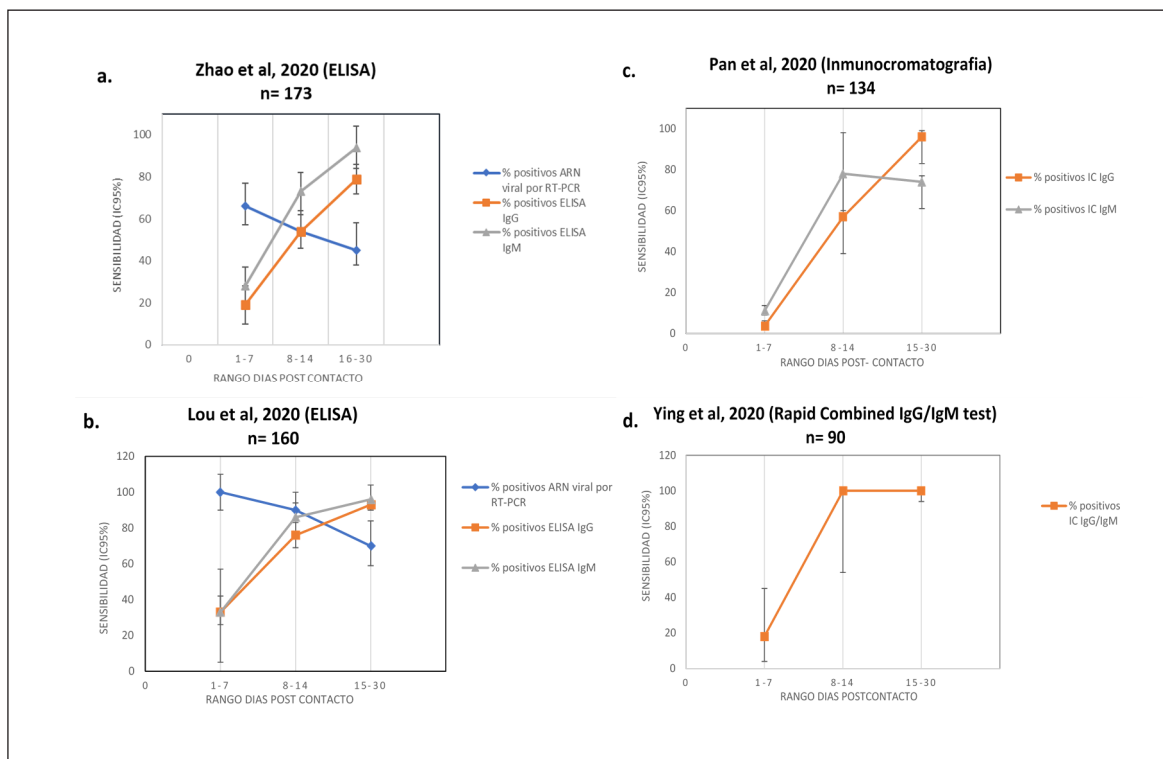 a.
Zhao et al, 2020 (ELISA)
n= 173
SENSIBILIDAD (IC95%)
100
80
60
40
20
0
0
1-7
8-14
16-30
RANGO DIAS POST CONTACTO
% positivos ARN
viral por RT-PCR
% positivos ELISA
IgG
% positivos ELISA
IgM
c.
Pan et al, 2020 (Inmunocromatografia)
n= 134
SENSIBILIDAD (IC95%)
100
80
60
40
20
0
0
1-7
8-14
15-30
RANGO DIAS POST- CONTACTO
% positivos IC IgG
% positivos IC IgM
b.
Lou et al, 2020 (ELISA)
n= 160
SENSIBILIDAD (IC95%)
120
100
80
60
40
20
0
0
1-7
8-14
15-30
RANGO DIAS POST CONTACTO
% positivos ARN viral por
RT-PCR
% positivos ELISA IgG
% positivos ELISA IgM
d.
Ying et al, 2020 (Rapid Combined IgG/IgM test)
n= 90
SENSIBILIDAD (IC95%)
120
100
80
60
40
20
0
0
1-7
8-14
15-30
RANGO DIAS POSTCONTACTO
% positivos
IC IgG/IgM